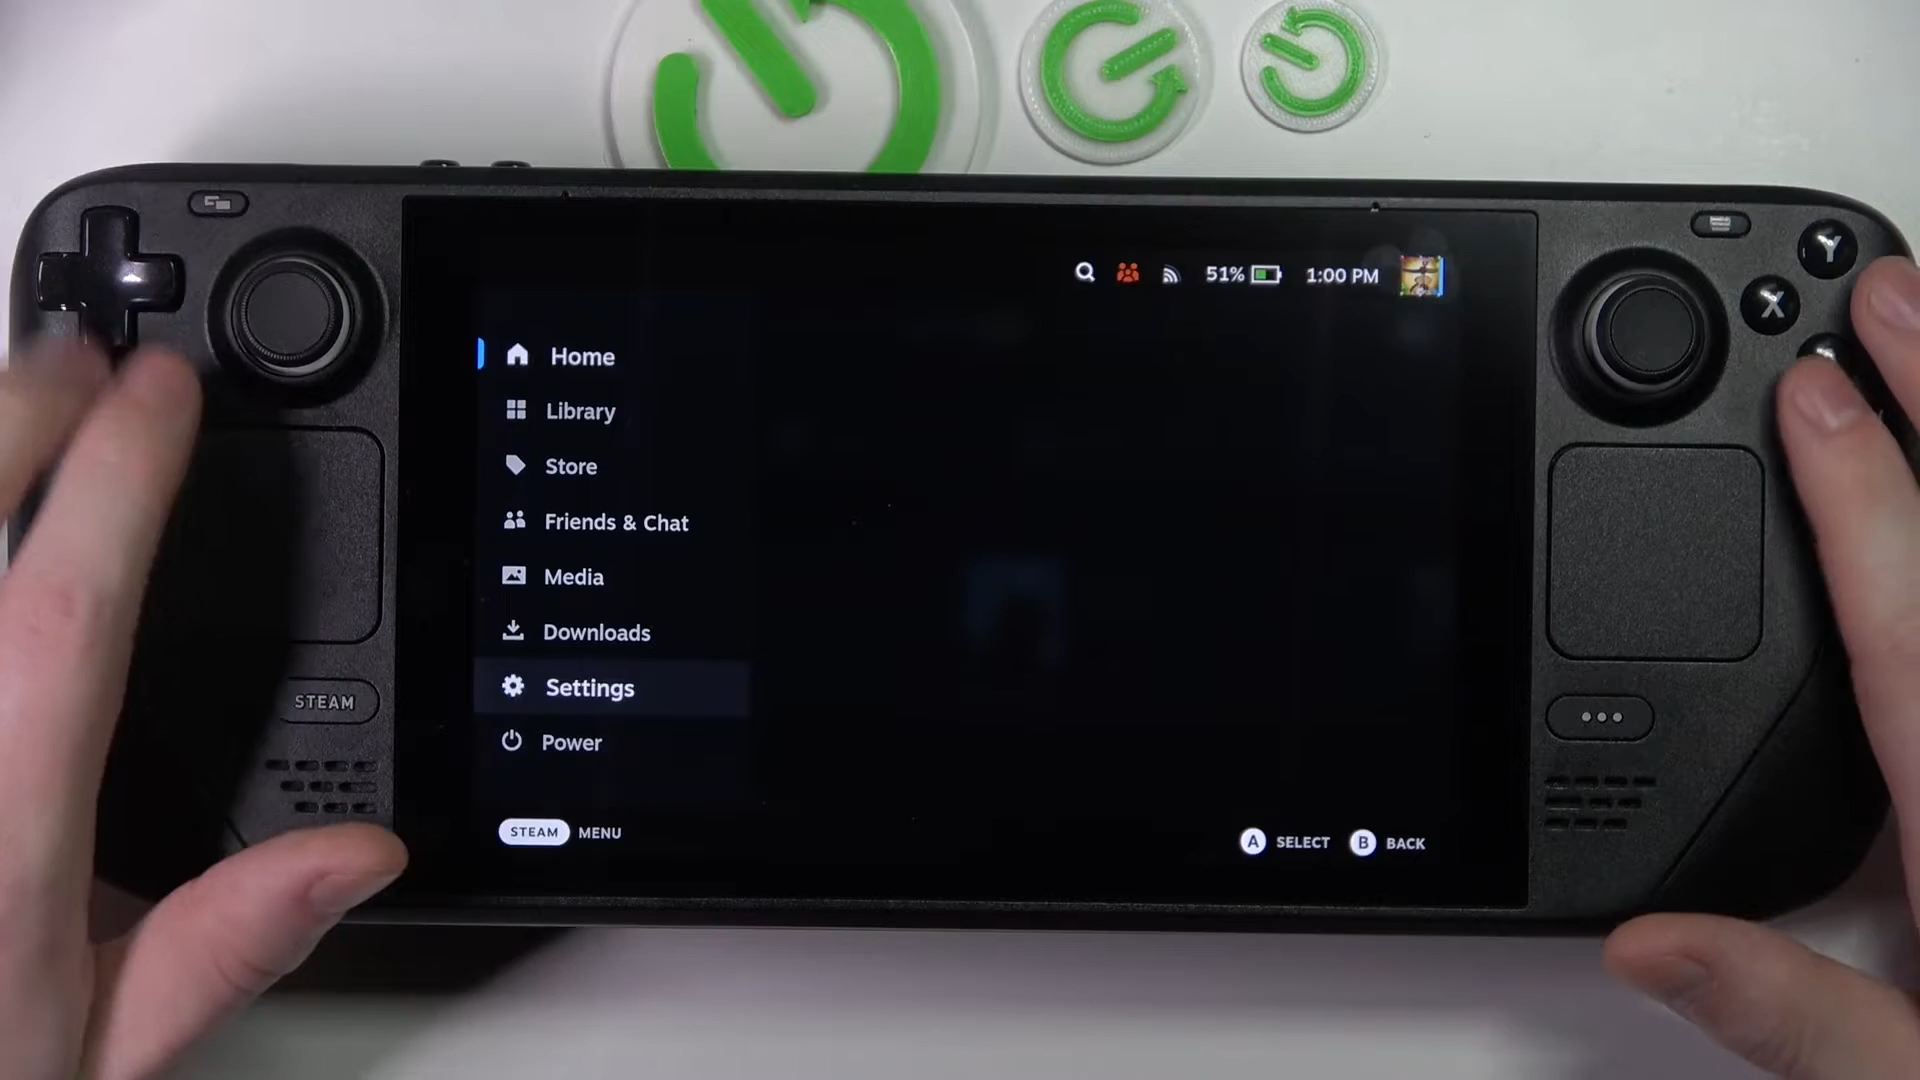 51% 1:00 PM
Home
Library
Store
Friends & Chat
Media
Downloads
Settings
Power
STEAM MENU
A SELECT B BACK
STEAM
Y
X